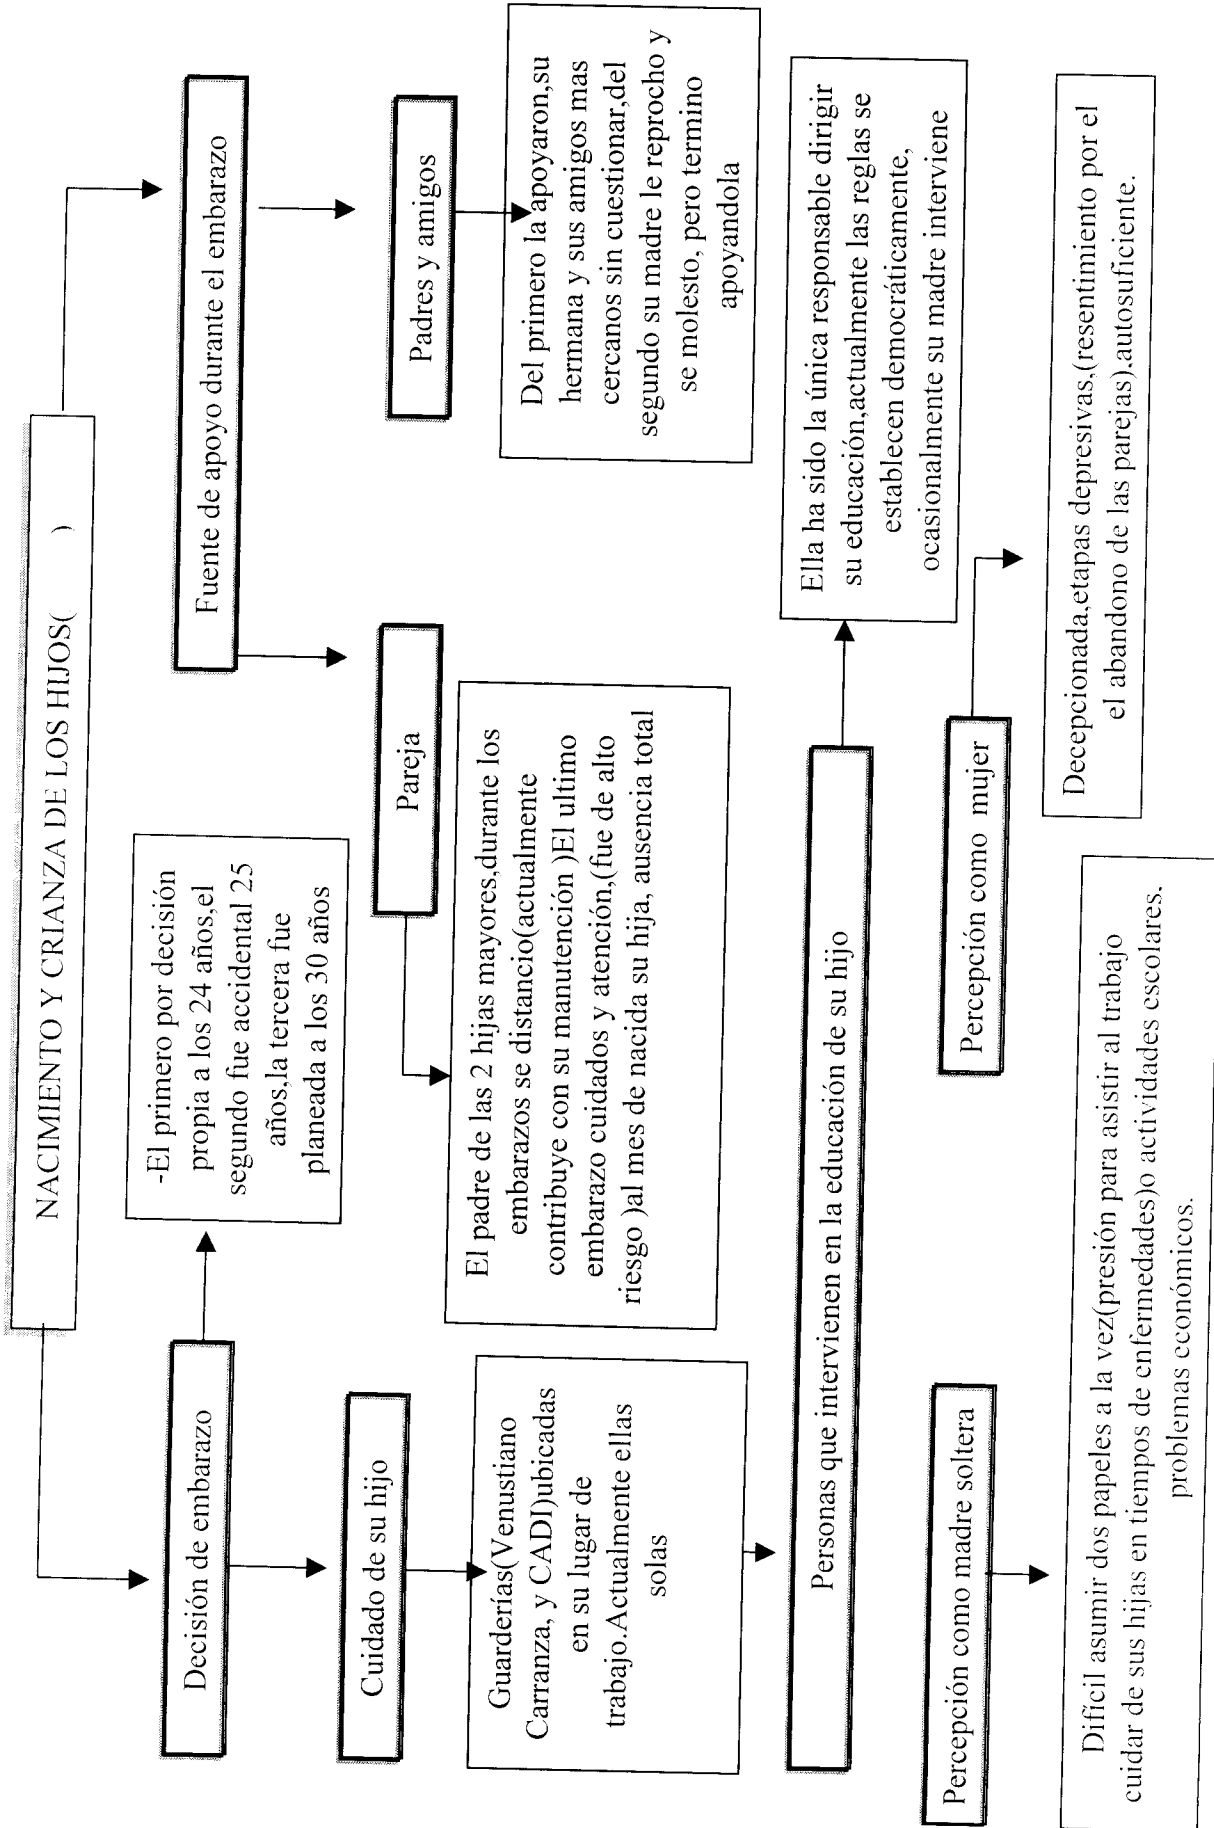 NACIMIENTO Y CRIANZA DE LOS HIJOS( )
Decisión de embarazo
-El primero por decisión
propia a los 24 años,el
segundo fue accidental 25
años,la tercera fue
planeada a los 30 años
Fuente de apoyo durante el embarazo
Cuidado de su hijo
Pareja
Padres y amigos
Guarderías(Venustiano
Carranza, y CADI)ubicadas
en su lugar de
trabajo.Actualmente ellas
solas
El padre de las 2 hijas mayores,durante los
embarazos se distancio(actualmente
contribuye con su manutención )El ultimo
embarazo cuidados y atención,(fue de alto
riesgo )al mes de nacida su hija, ausencia total
Del primero la apoyaron,su
hermana y sus amigos mas
cercanos sin cuestionar,del
segundo su madre le reprocho y
se molesto, pero termino
apoyandola
Personas que intervienen en la educación de su hijo
Ella ha sido la única responsable dirigir
su educación,actualmente las reglas se
establecen democráticamente,
ocasionalmente su madre interviene
Percepción como madre soltera
Percepción como mujer
Difícil asumir dos papeles a la vez(presión para asistir al trabajo
cuidar de sus hijas en tiempos de enfermedades)o actividades escolares.
problemas económicos.
Decepcionada,etapas depresivas,(resentimiento por el
el abandono de las parejas).autosuficiente.